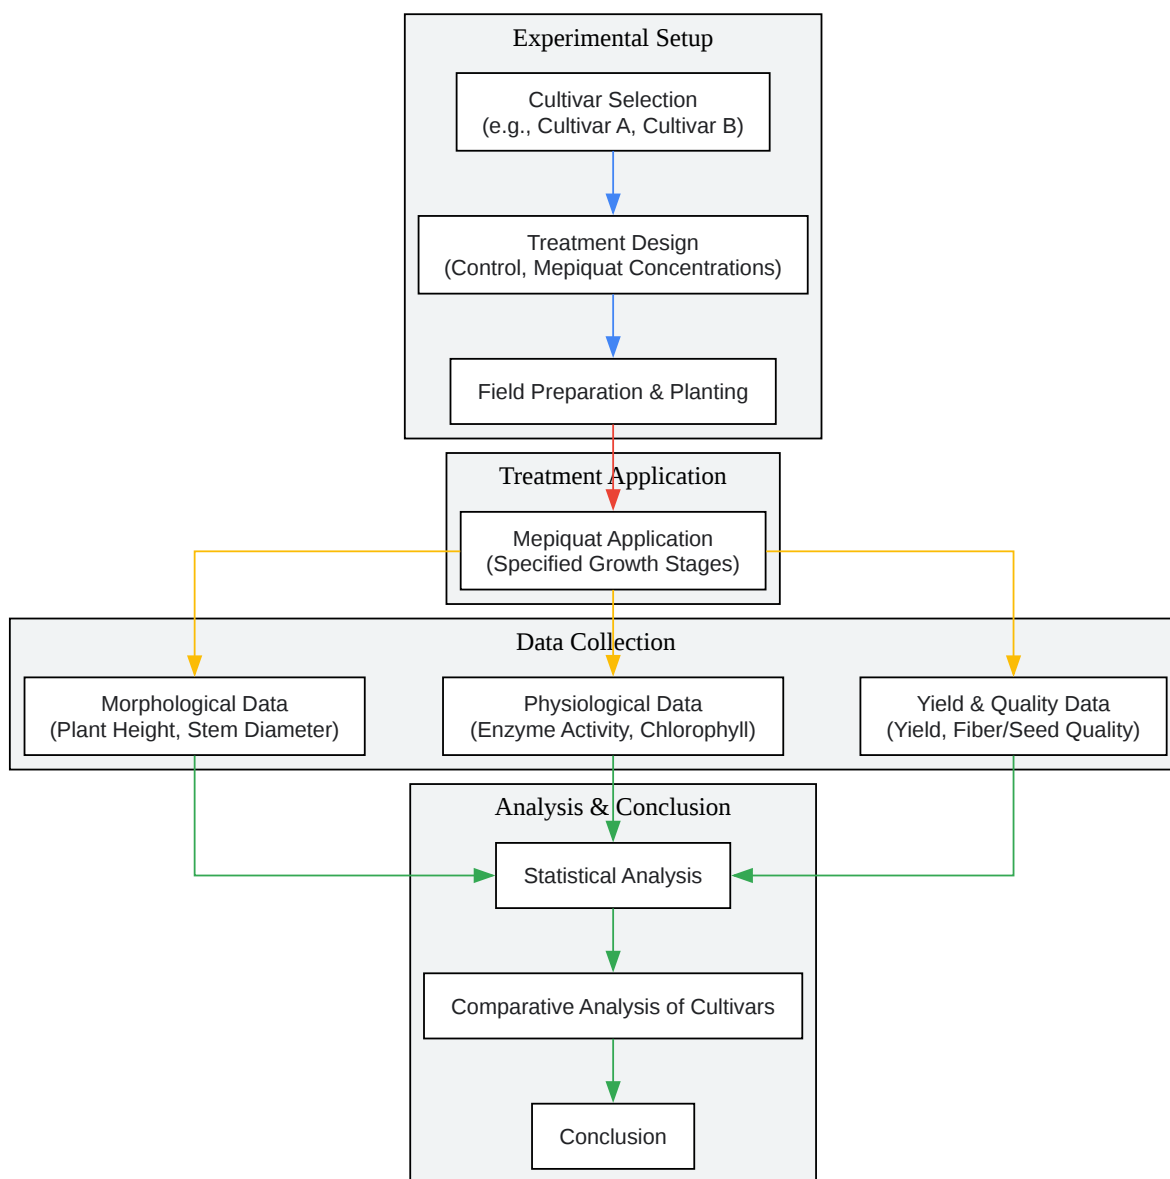 Experimental Setup
Cultivar Selection
(e.g., Cultivar A, Cultivar B)
Treatment Design
(Control, Mepiquat Concentrations)
Field Preparation & Planting
Treatment Application
Mepiquat Application
(Specified Growth Stages)
Data Collection
Morphological Data
(Plant Height, Stem Diameter)
Physiological Data
(Enzyme Activity, Chlorophyll)
Yield & Quality Data
(Yield, Fiber/Seed Quality)
Analysis & Conclusion
Statistical Analysis
Comparative Analysis of Cultivars
Conclusion